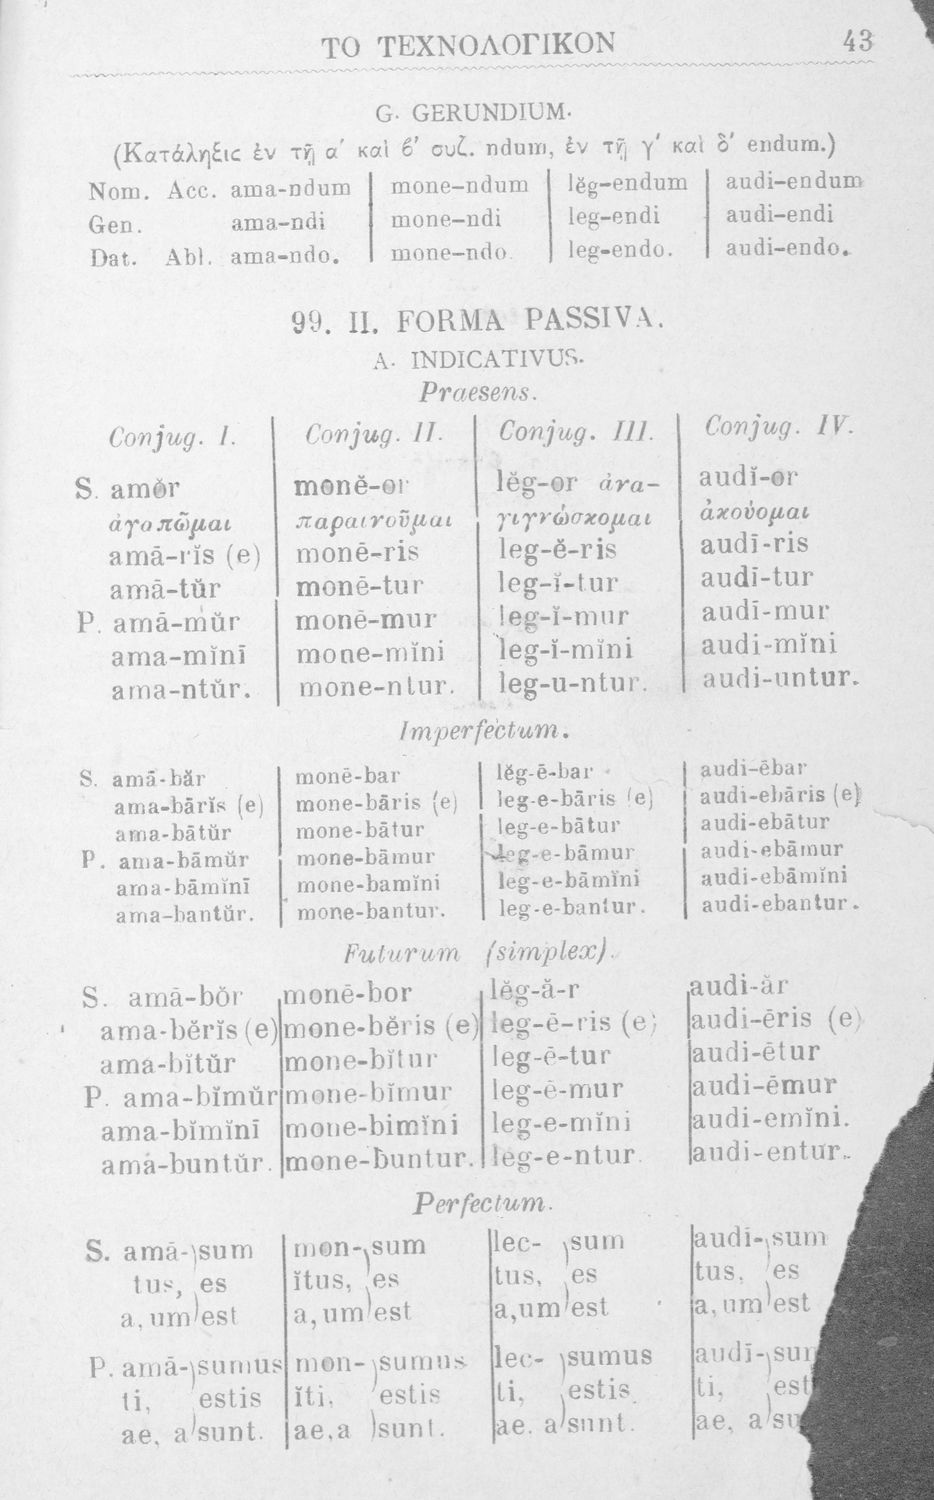 ΤΟ ΤΕΧΝΟΛΟΓΙΚΟΝ 43
G. GERUNDIUM.
(Κατάληξις ἐν τῇ α΄ καὶ ϐ΄ συζ. ndum, ἐν τῇ γ΄ καὶ δ΄ endum.)
Nom. Acc. ama-ndum mone-ndum lĕg-endum audi-endum
Gen. ama-ndi mone-ndi leg-endi audi-endi
Dat. Abl. ama-ndo. mone-ndo leg-endo. audi-endo.
99. II. FORMA PASSIVA.
A. INDICATIVUS.
Praesens.
Conjug. I. Conjug. II. Conjug. III. Conjug. IV.
S. amŏr monĕ-or lĕg-or ἀνα- audĭ-or
ἀγαπῶμαι παραινοῦμαι γιγνώσκομαι ἀκούομαι
amā-rĭs (e) monē-ris leg-ĕ-ris audī-ris
amā-tŭr monē-tur leg-ĭ-tur audī-tur
P. amā-mŭr monē-mur leg-ĭ-mur audī-mur
ama-mĭnī mone-mĭni leg-ĭ-mĭni audi-mĭni
ama-ntŭr. mone-ntur. leg-u-ntur. audi-untur.
Imperfectum.
S. amā-băr monē-bar lĕg-ē-bar audi-ēbar
ama-bārĭs (e) mone-bāris (e) leg-e-bāris (e) audi-ebāris (e)
ama-bātŭr mone-bātur leg-e-bātur audi-ebātur
P. ama-bāmŭr mone-bāmur leg-e-bāmur audi-ebāmur
ama-bāmĭnī mone-bamĭni leg-e-bāmĭni audi-ebāmĭni
ama-bantŭr. mone-bantur. leg-e-bantur. audi-ebantur.
Futurum (simplex).
S. amā-bŏr monē-bor lĕg-ă-r audi-ăr
ama-bĕrĭs (e) mone-bĕris (e) leg-ē-ris (e) audi-ēris (e)
ama-bĭtŭr mone-bĭtur leg-ē-tur audi-ētur
P. ama-bĭmŭr mone-bĭmur leg-ē-mur audi-ēmur
ama-bĭmĭnī mone-bimĭni leg-e-mĭni audi-emĭni.
ama-buntŭr. mone-buntur. leg-e-ntur audi-entur.
Perfectum.
S. amā- sum mon- sum lec- sum audī- sum
tus, es ĭtus, es tus, es tus, es
a, um est a, um est a, um est a, um est
P. amā- sumus mon- sumus lec- sumus audī-
ti, estis ĭti, estis ti, estis ti,
ae, a sunt. ae, a sunt. ae. a sunt. ae, a